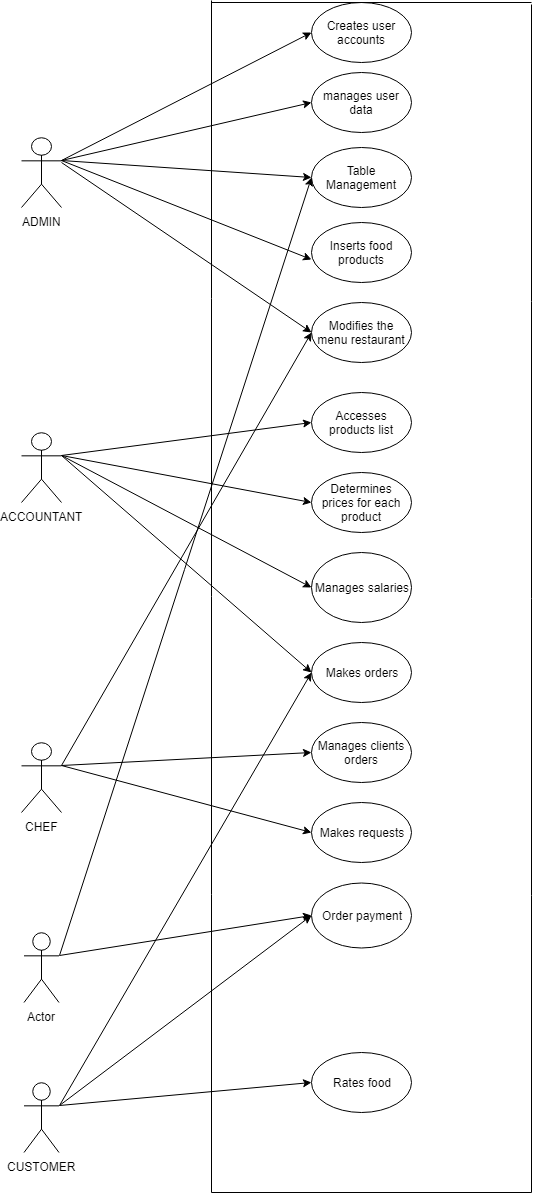 Creates user
accounts
manages user
data
Table
Management
ADMIN
Inserts food
products
Modifies the
menu restaurant
Accesses
products list
Determines
prices for each
product
ACCOUNTANT
Manages salaries
Makes orders
Manages clients
orders
CHEF
Makes requests
Order payment
Actor
Rates food
CUSTOMER